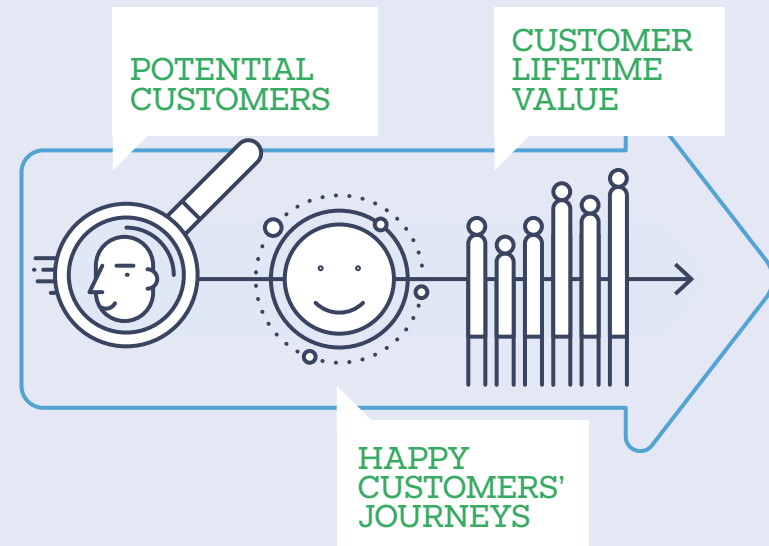 POTENTIAL
CUSTOMERS
CUSTOMER
LIFETIME
VALUE
HAPPY
CUSTOMERS’
JOURNEYS